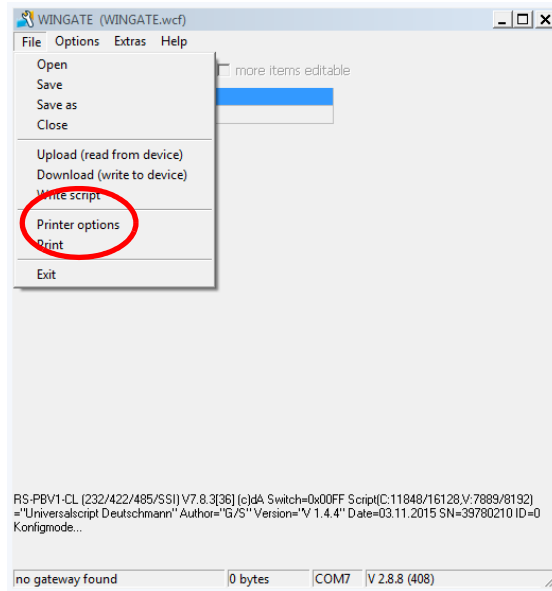 WINGATE (WINGATE.wcf)
File Options Extras Help
more items editable
Open
Save
Save as
Close
Upload (read from device)
Download (write to device)
Write script
Printer options
Print
Exit
RS-PBV1-CL (232/422/485/SSI) V7.8.3[36] (c)dA Switch=0x00FF Script(C:11848/16128,V:7889/8192)
="Universalscript Deutschmann" Author="G/S" Version="V 1.4.4" Date=03.11.2015 SN=39780210 ID=0
Konfigmode...
no gateway found 0 bytes COM7 V 2.8.8 (408)